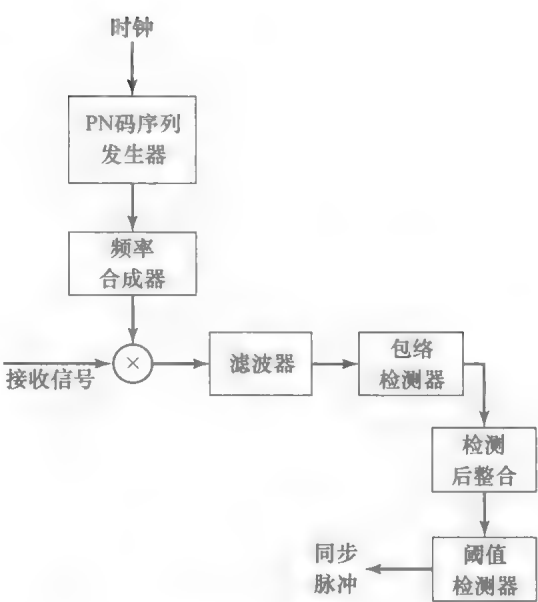 时钟
PN码序列
发生器
频率
合成器
接收信号
×
滤波器
包络
检测器
检测
后整合
同步
脉冲
阈值
检测器